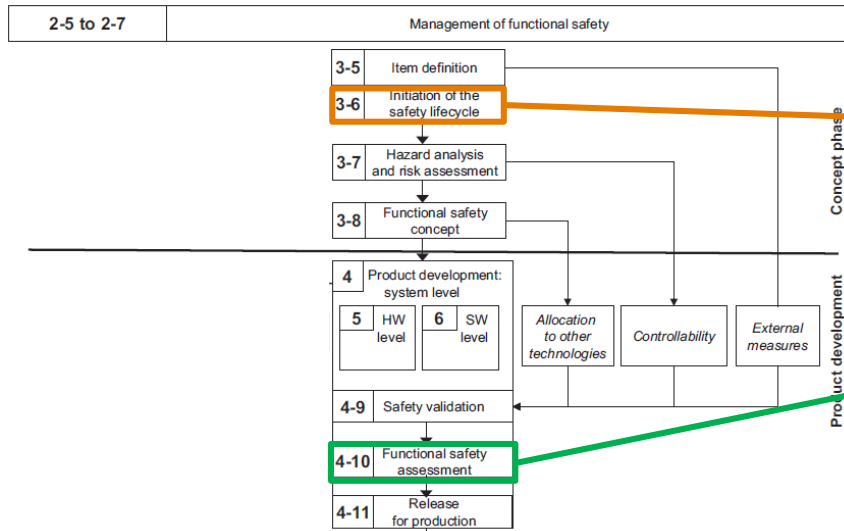 2-5 to 2-7
Management of functional safety
3-5
Item definition
3-6
Initiation of the
safety lifecycle
3-7
Hazard analysis
and risk assessment
3-8
Functional safety
concept
Concept phase
4
Product development:
system level
5
HW
level
6
SW
level
Allocation
to other
technologies
Controllability
External
measures
Product development
4-9
Safety validation
4-10
Functional safety
assessment
4-11
Release
for production